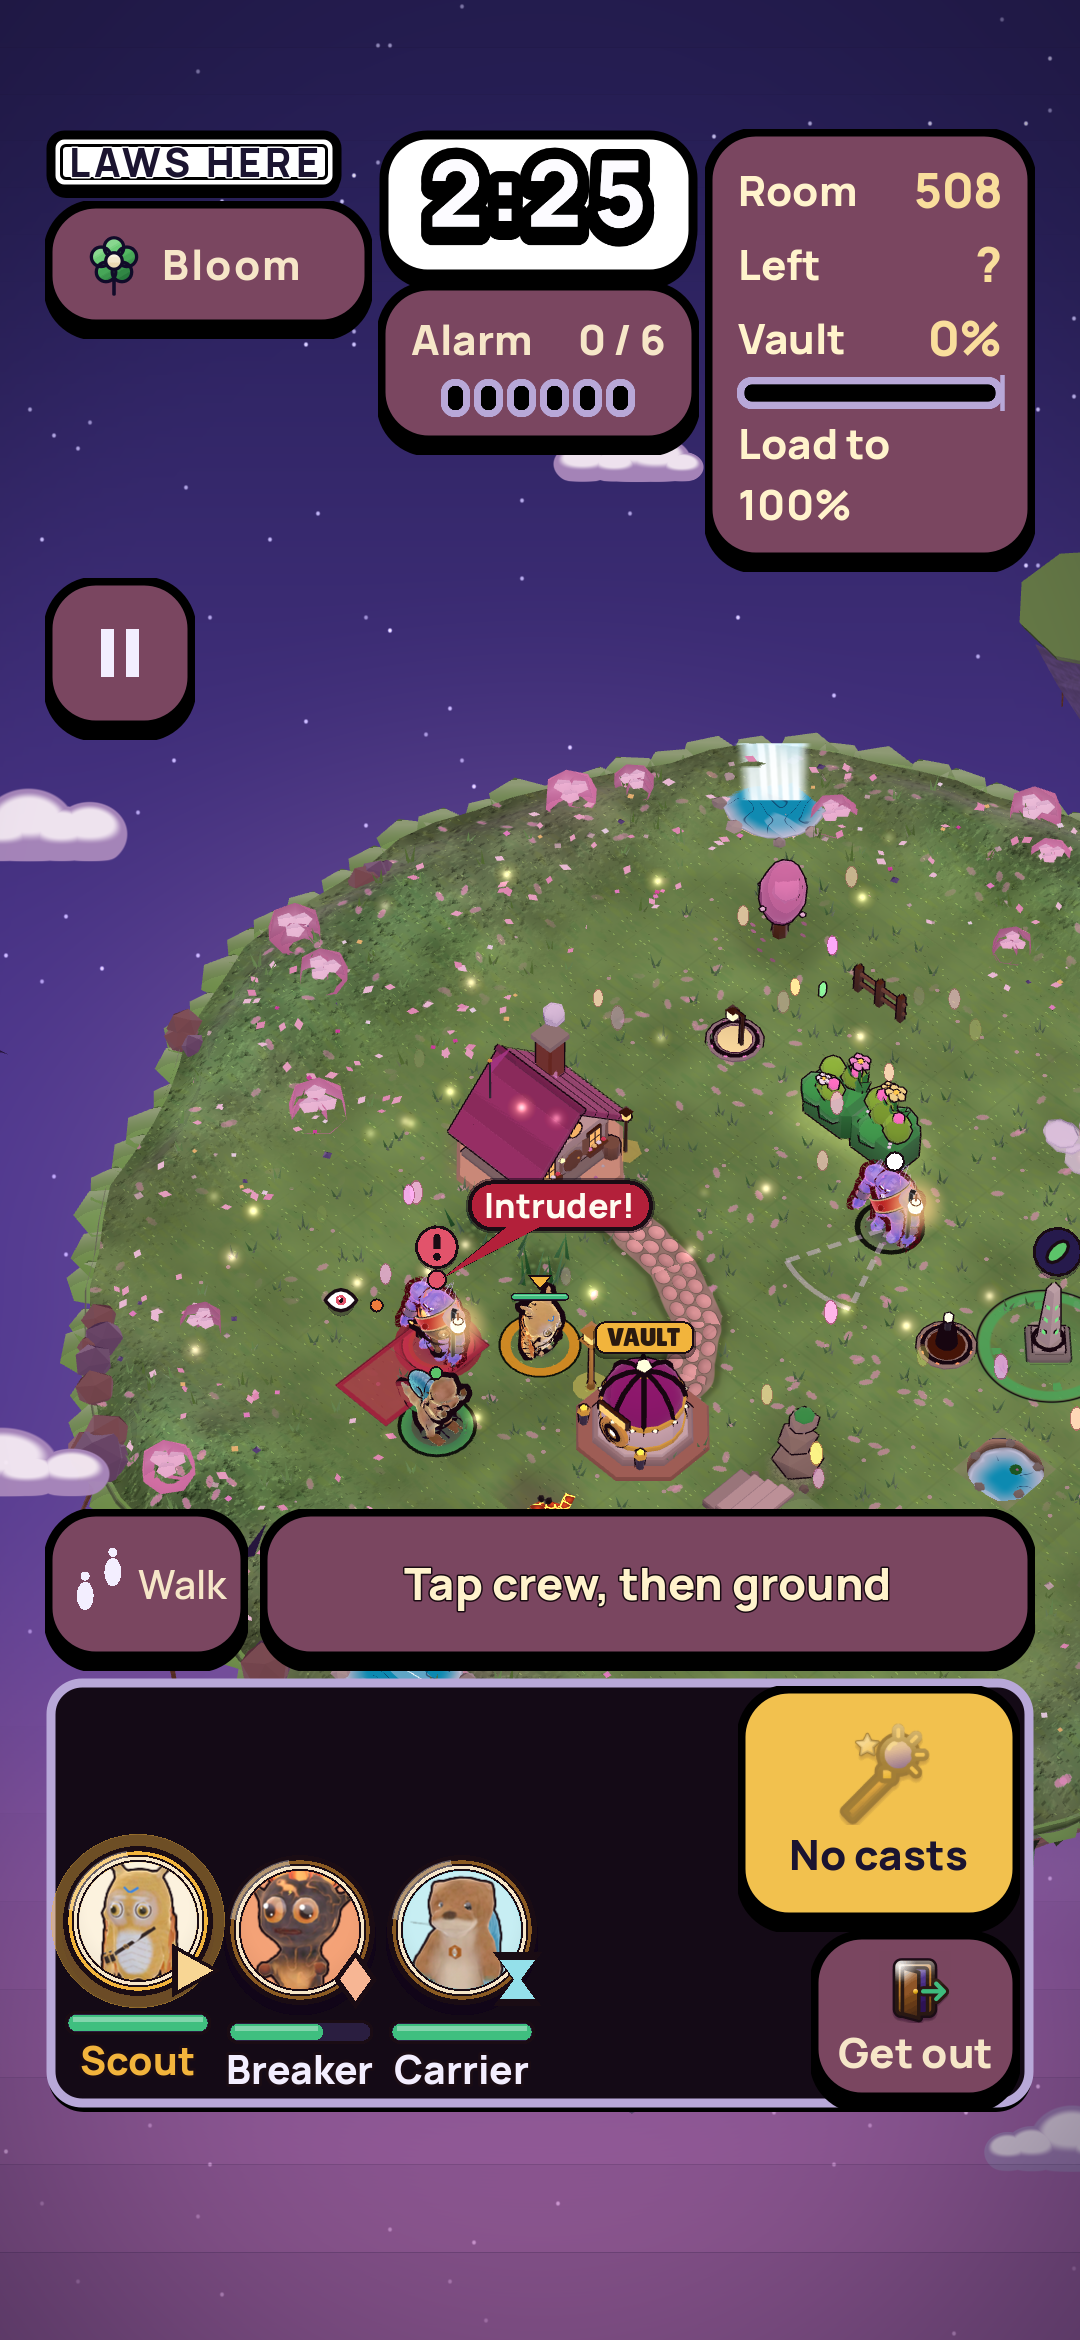 LAWS HERE
Bloom
2:25
Alarm 0 / 6
Room 508
Left ?
Vault 0%
Load to
100%
Intruder!
VAULT
Walk
Tap crew, then ground
No casts
Scout
Breaker
Carrier
Get out